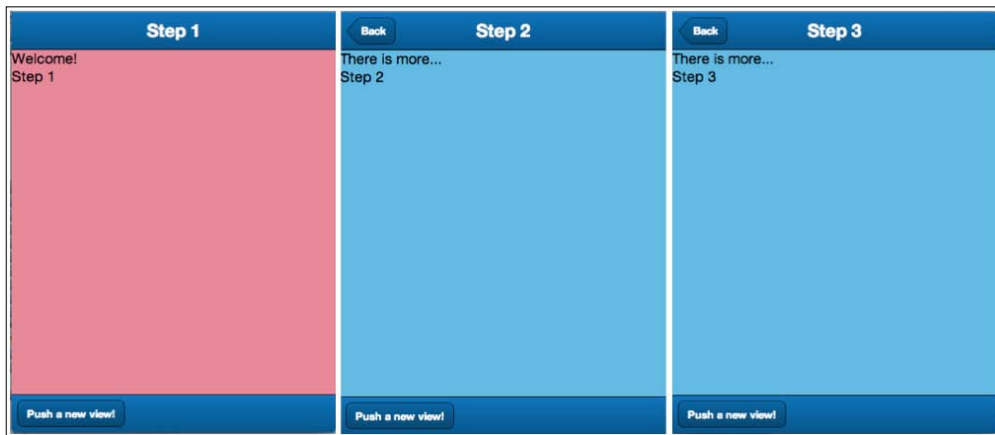 Step 1
Welcome!
Step 1
Push a new view!
Back
Step 2
There is more...
Step 2
Push a new view!
Back
Step 3
There is more...
Step 3
Push a new view!